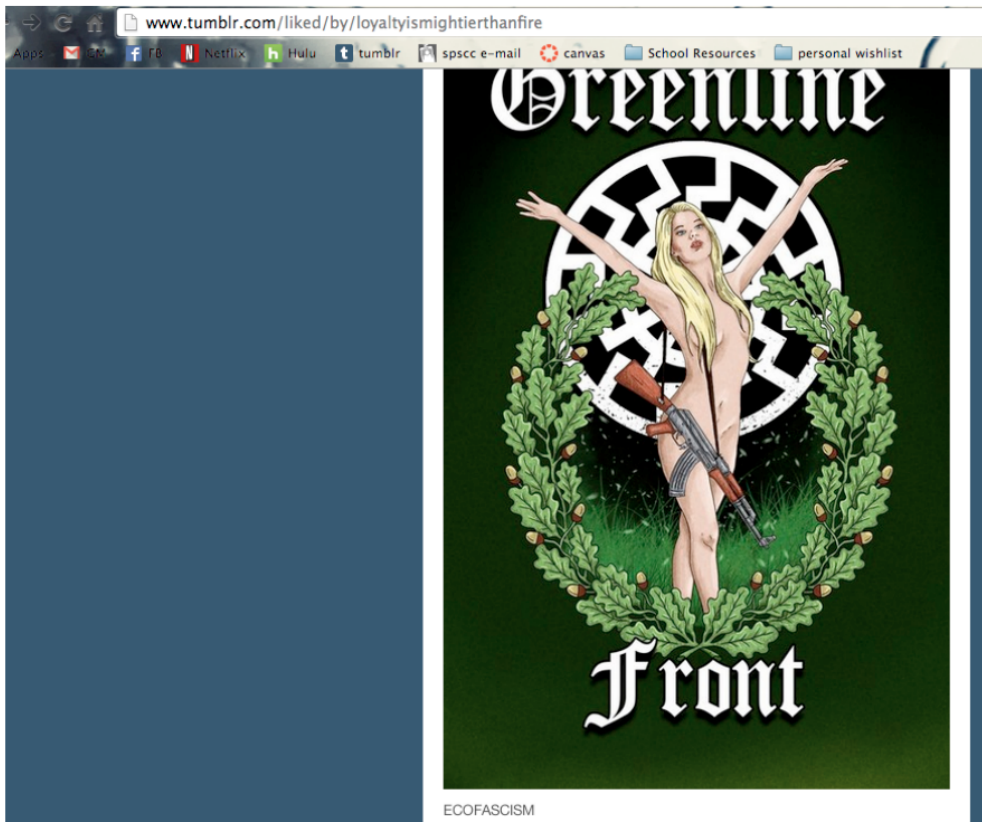 www.tumblr.com/liked/by/loyaltyismightierthanfire
Apps FB Netflix Hulu tumblr spscc e-mail canvas School Resources personal wishlist
Greenline
Front
ECOFASCISM